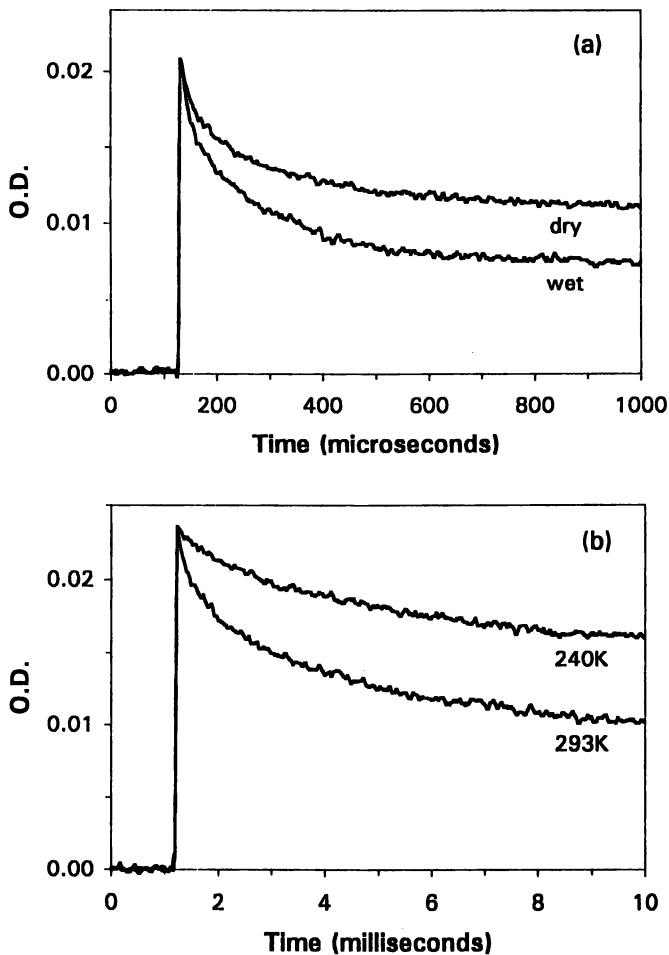 (a)
0.02
0.01
0.00
O.D.
dry
wet
0 200 400 600 800 1000
Time (microseconds)
(b)
0.02
0.01
0.00
O.D.
240K
293K
0 2 4 6 8 10
Time (milliseconds)